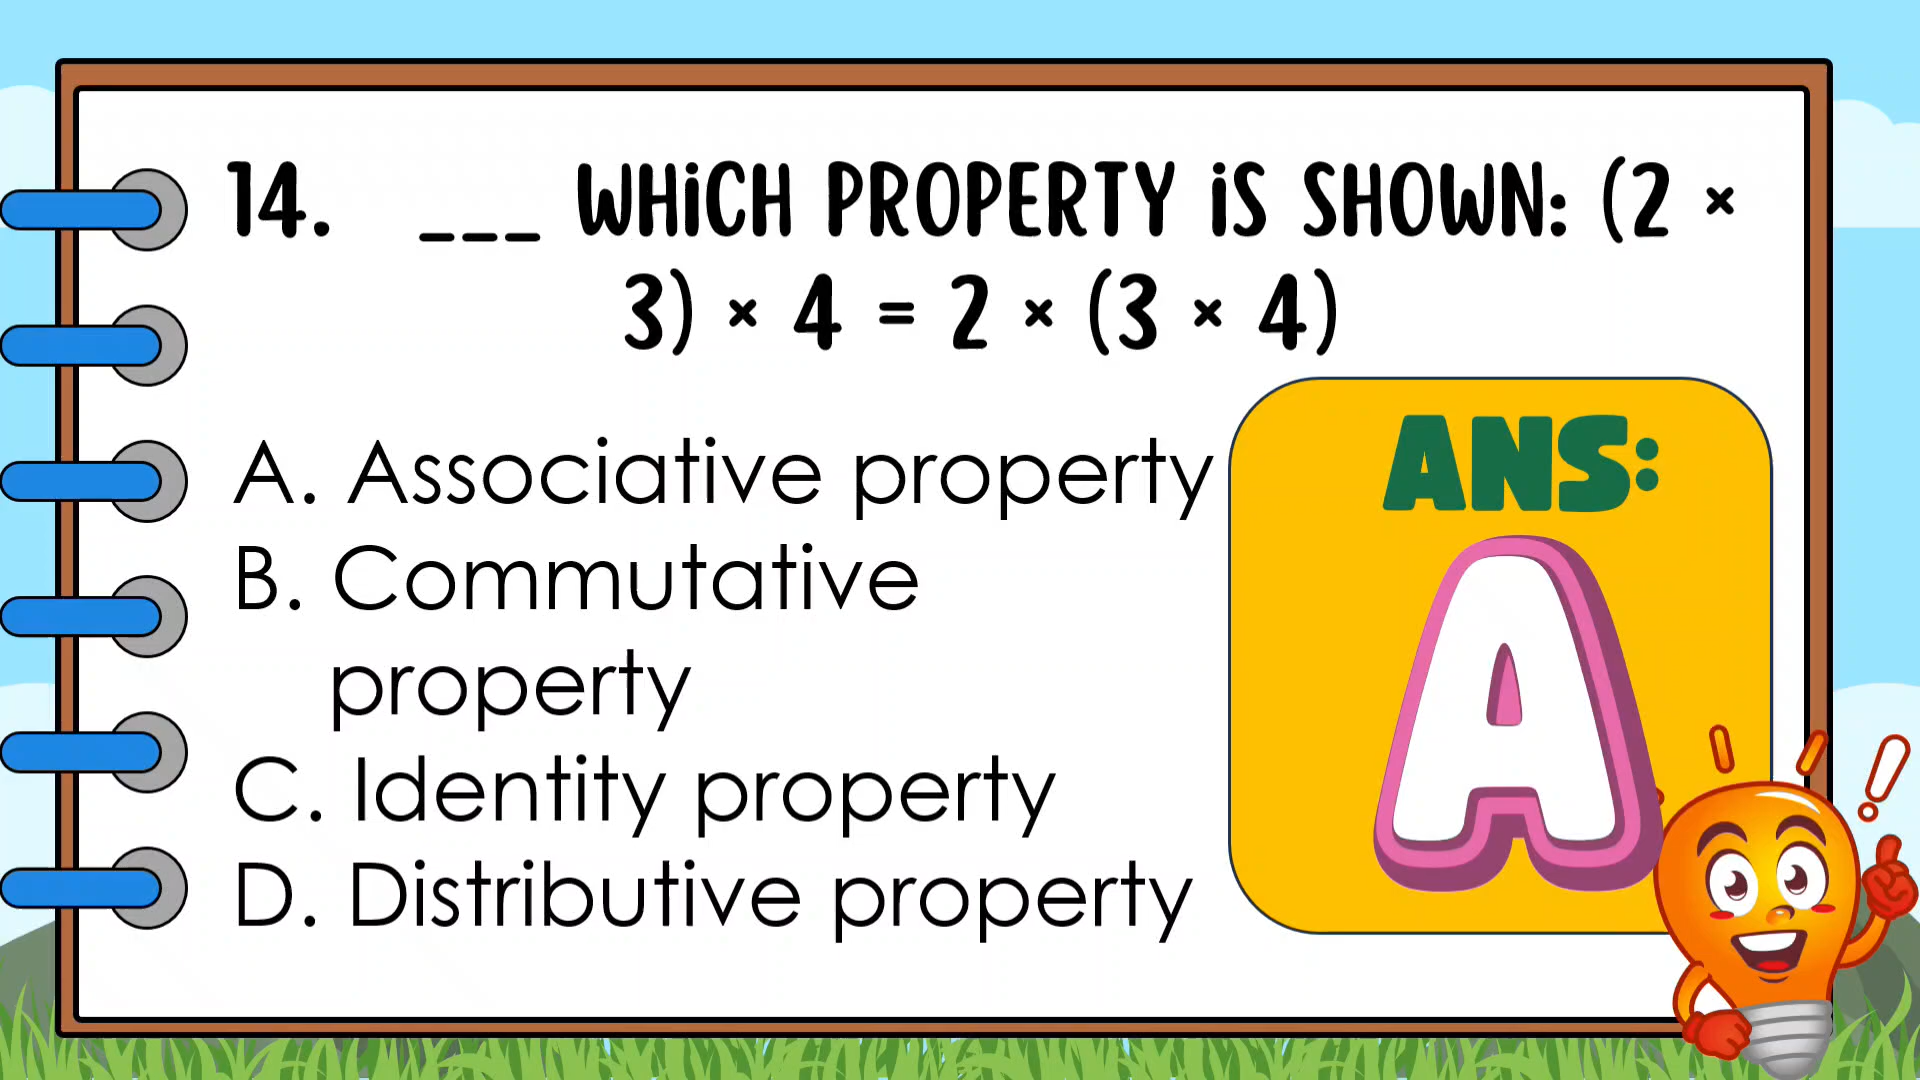 14. ___ WHiCH PROPERTY iS SHOWN: (2 ×
3) × 4 = 2 × (3 × 4)
A. Associative property
B. Commutative
property
C. Identity property
D. Distributive property
ANS:
A